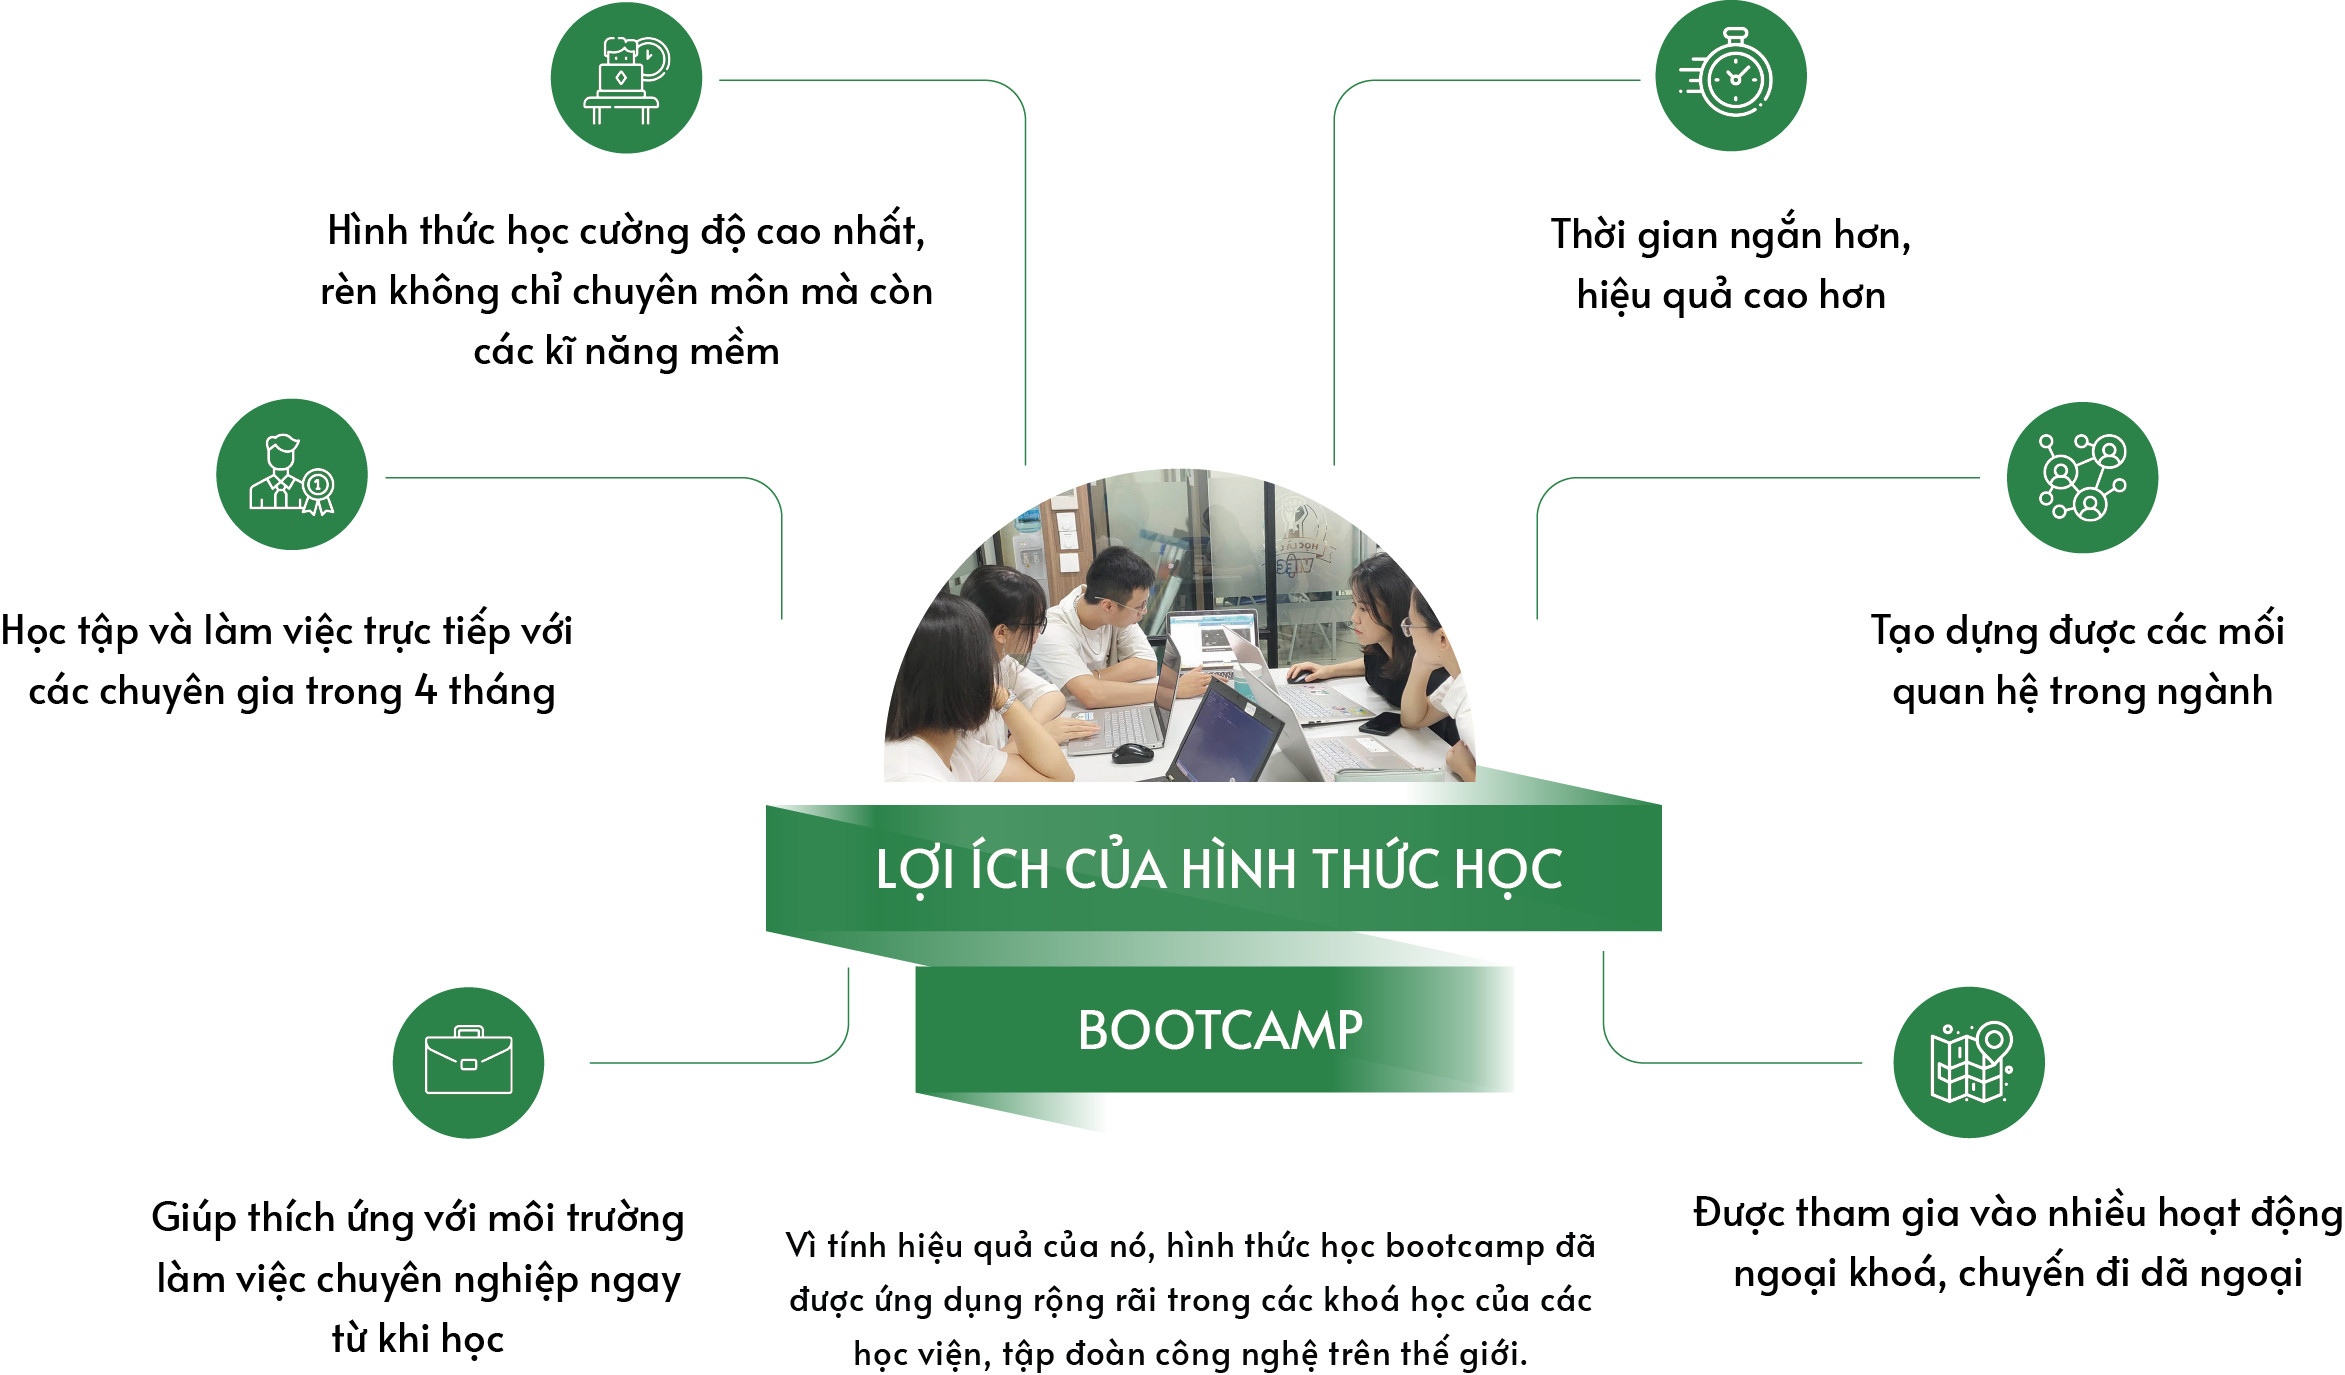 Hình thức học cường độ cao nhất,
rèn không chỉ chuyên môn mà còn
các kĩ năng mềm
Thời gian ngắn hơn,
hiệu quả cao hơn
1
Học tập và làm việc trực tiếp với
các chuyên gia trong 4 tháng
Tạo dựng được các mối
quan hệ trong ngành
LỢI ÍCH CỦA HÌNH THỨC HỌC
BOOTCAMP
Giúp thích ứng với môi trường
làm việc chuyên nghiệp ngay
từ khi học
Vì tính hiệu quả của nó, hình thức học bootcamp đã
được ứng dụng rộng rãi trong các khoá học của các
học viện, tập đoàn công nghệ trên thế giới.
Được tham gia vào nhiều hoạt động
ngoại khoá, chuyến đi dã ngoại